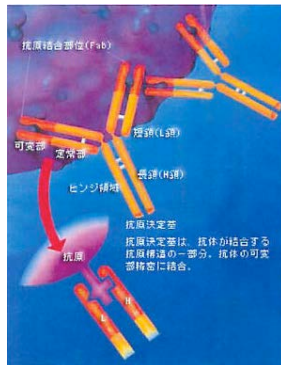 抗原結合部位(Fab)
短鎖(L鎖)
可変部
定常部
長鎖(H鎖)
ヒンジ領域
抗原決定基
抗原決定基は、抗体が結合する
抗原構造の一部分。抗体の可変
部
に結合。
抗原
L
H